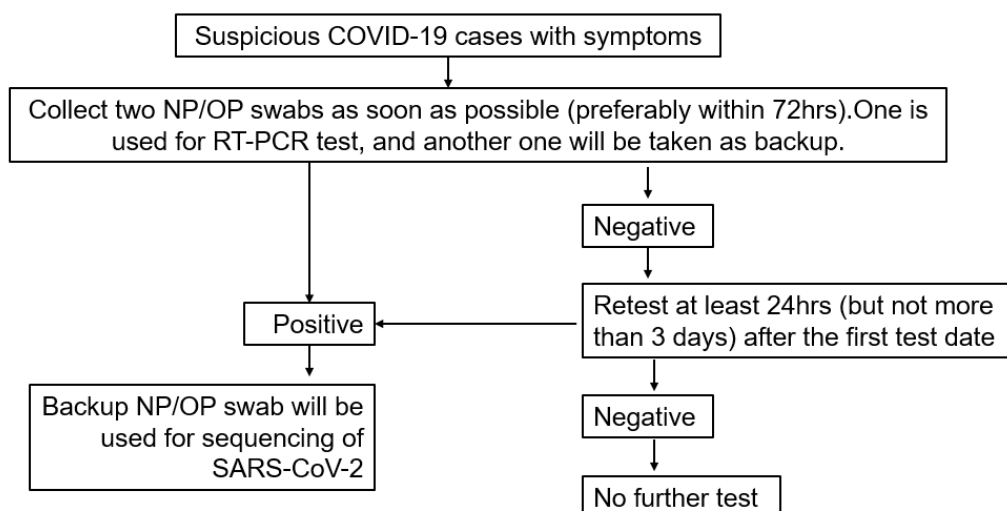 Suspicious COVID-19 cases with symptoms
Collect two NP/OP swabs as soon as possible (preferably within 72hrs).One is
used for RT-PCR test, and another one will be taken as backup.
Negative
Retest at least 24hrs (but not more
than 3 days) after the first test date
Positive
Backup NP/OP swab will be
used for sequencing of
SARS-CoV-2
Negative
No further test